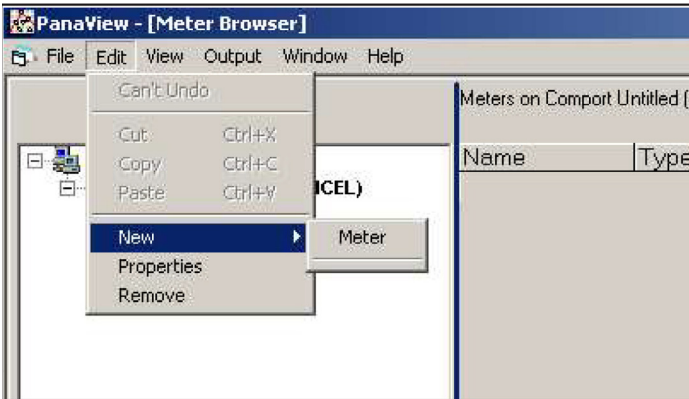 PanaView - [Meter Browser]
File Edit View Output Window Help
Can't Undo
Cut Ctrl+X
Copy Ctrl+C
Paste Ctrl+V
New Meter
Properties
Remove
ICEL)
Meters on Comport Untitled (
Name Type